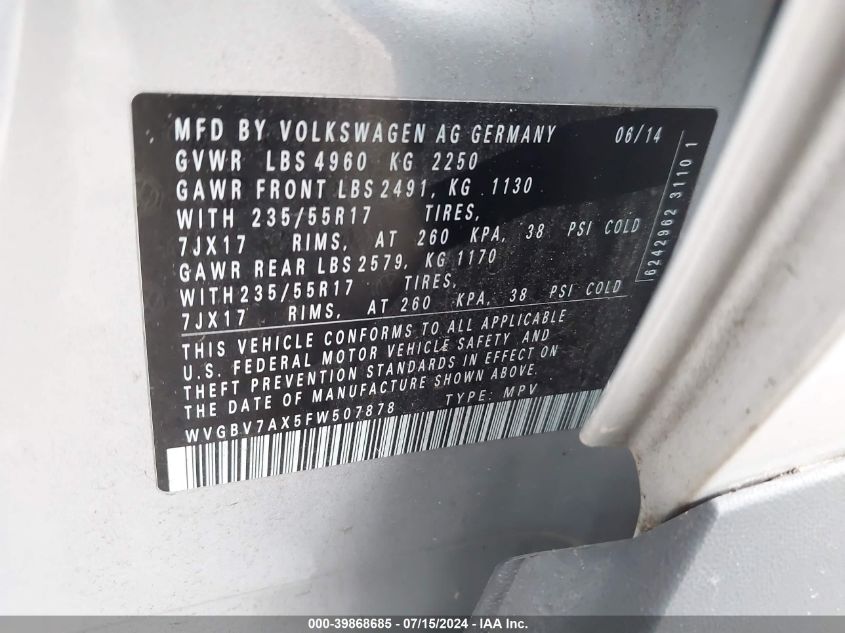 MFD BY VOLKSWAGEN AG GERMANY 06/14
GVWR LBS 4960 KG 2250
GAWR FRONT LBS 2491, KG 1130
WITH 235/55R17 TIRES,
7JX17 RIMS, AT 260 KPA, 38 PSI COLD
GAWR REAR LBS 2579, KG 1170
WITH 235/55R17 TIRES,
7JX17 RIMS, AT 260 KPA, 38 PSI COLD
THIS VEHICLE CONFORMS TO ALL APPLICABLE
U.S. FEDERAL MOTOR VEHICLE SAFETY AND
THEFT PREVENTION STANDARDS IN EFFECT ON
DATE OF MANUFACTURE SHOWN ABOVE.
WVGBV7AX5FW507878 TYPE: MPV
6242962 3110 1
000-39868685 - 07/15/2024 - IAA Inc.